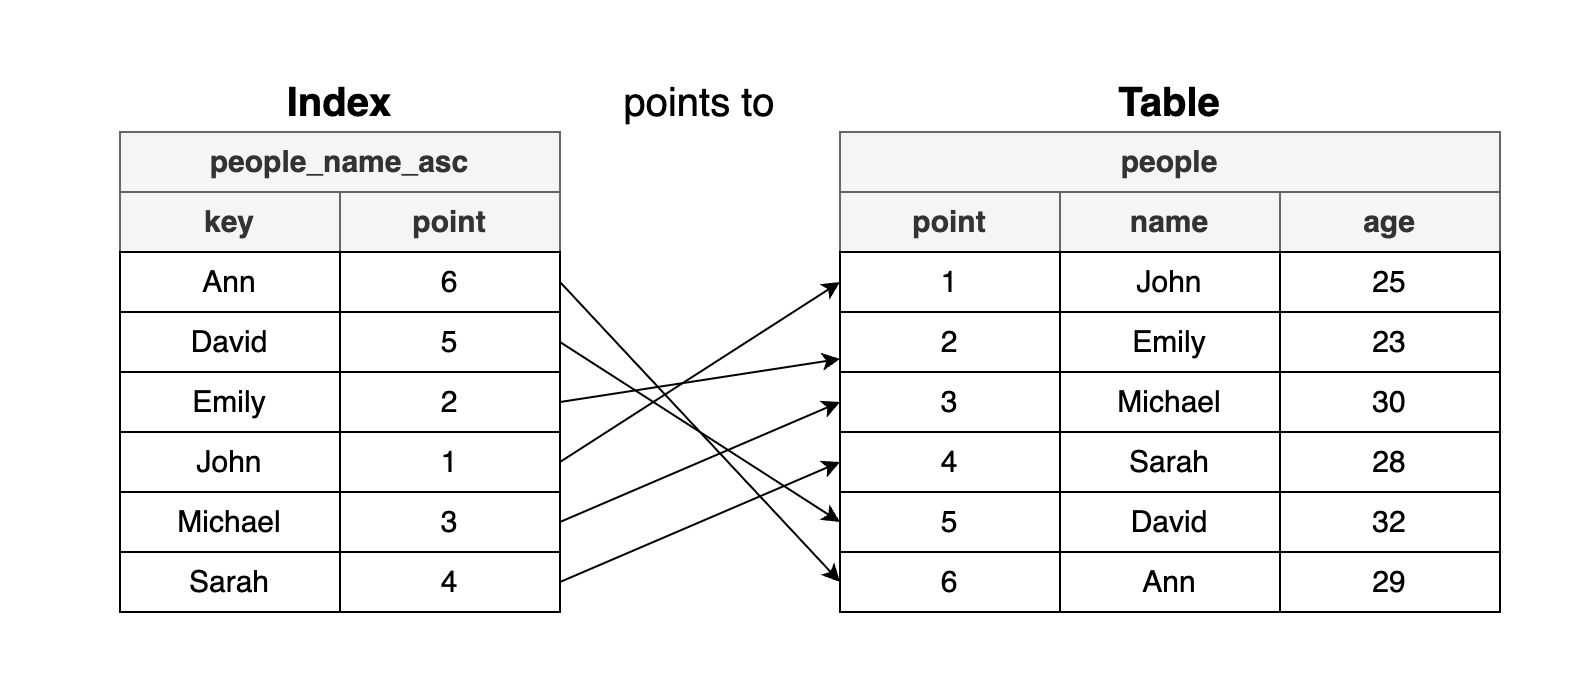 Index points to Table
people_name_asc people
key point point name age
Ann 6 1 John 25
David 5 2 Emily 23
Emily 2 3 Michael 30
John 1 4 Sarah 28
Michael 3 5 David 32
Sarah 4 6 Ann 29